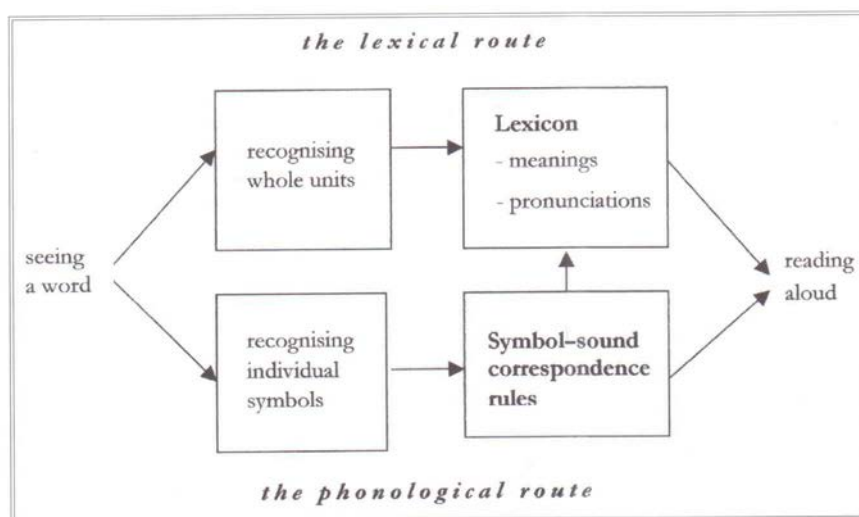 the lexical route
recognising
whole units
Lexicon
- meanings
- pronunciations
seeing
a word
reading
aloud
recognising
individual
symbols
Symbol–sound
correspondence
rules
the phonological route